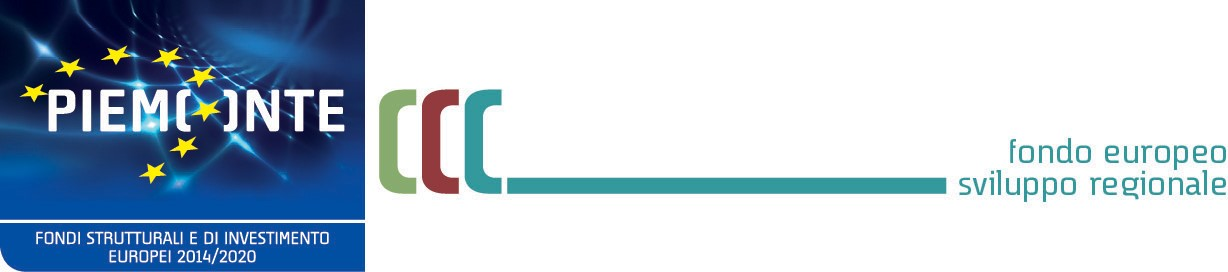 PIEMONTE
FONDI STRUTTURALI E DI INVESTIMENTO
EUROPEI 2014/2020
fondo europeo
sviluppo regionale